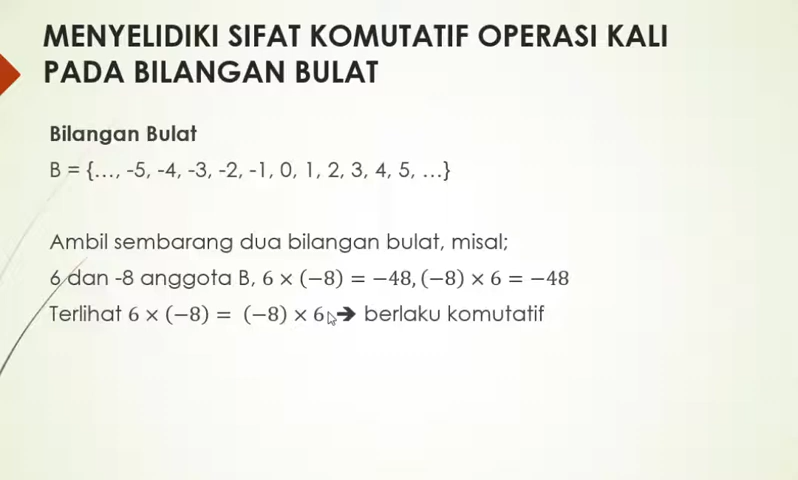 MENYELIDIKI SIFAT KOMUTATIF OPERASI KALI
PADA BILANGAN BULAT
Bilangan Bulat
B = {…, -5, -4, -3, -2, -1, 0, 1, 2, 3, 4, 5, …}
Ambil sembarang dua bilangan bulat, misal;
6 dan -8 anggota B, 6 × (−8) = −48, (−8) × 6 = −48
Terlihat 6 × (−8) = (−8) × 6 ➔ berlaku komutatif